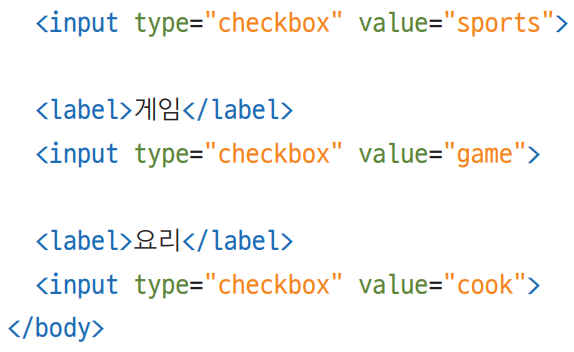 <input type="checkbox" value="sports">
<label>게임</label>
<input type="checkbox" value="game">
<label>요리</label>
<input type="checkbox" value="cook">
</body>